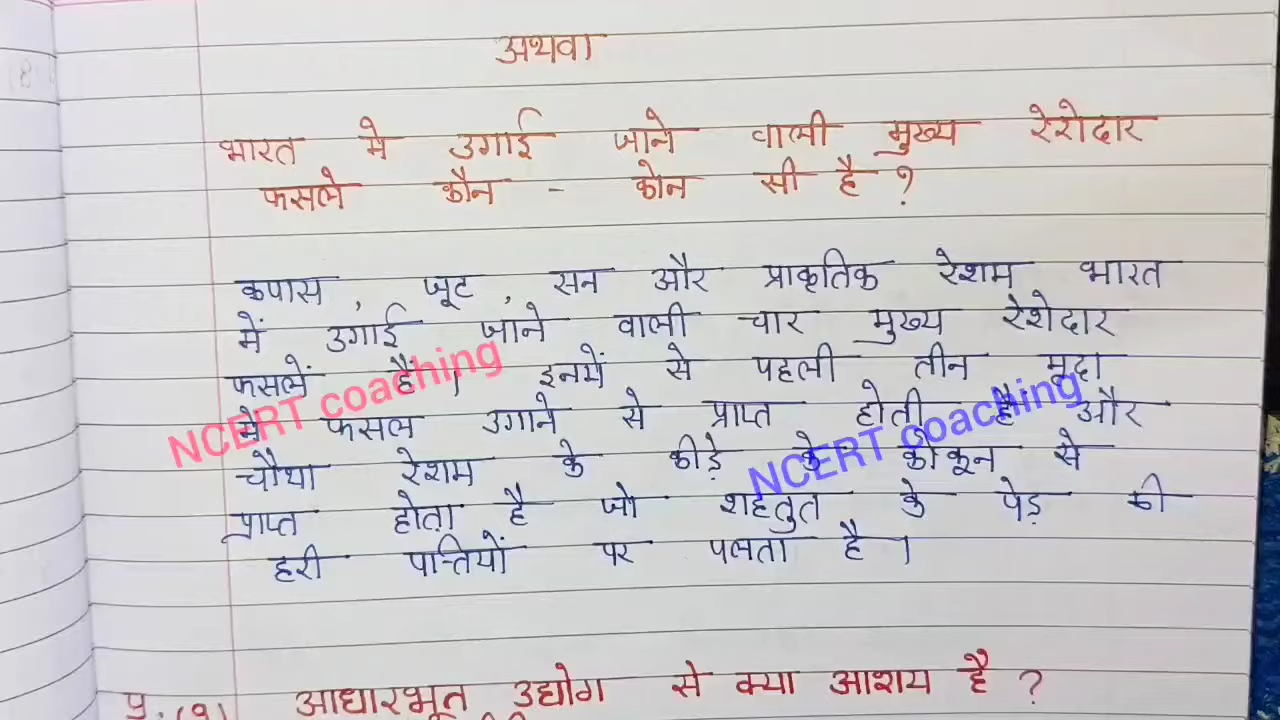 अथवा
भारत मे उगाई जाने वाली मुख्य रेशेदार
फसले कौन - कौन सी है ?
कपास , जूट , सन और प्राकृतिक रेशम भारत
में उगाई जाने वाली चार मुख्य रेशेदार
फसलें हैं । इनमें से पहली तीन मृदा
में फसल उगाने से प्राप्त होती है और
चौथा रेशम के कीड़े के कोकून से
प्राप्त होता है जो शहतुत के पेड़ की
हरी पत्तियों पर पलता है ।
NCERT coaching
NCERT coaching
प्र. (9) आधारभूत उद्योग से क्या आशय है ?